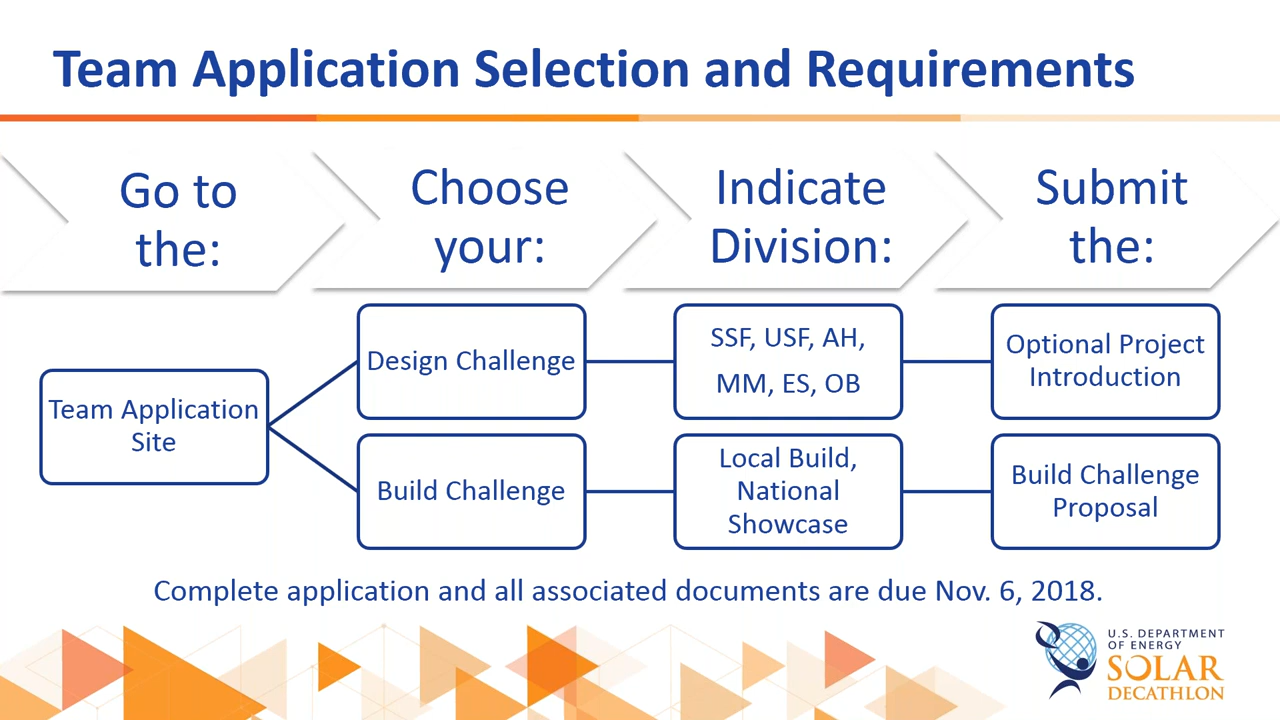 Team Application Selection and Requirements
Go to
the:
Choose
your:
Indicate
Division:
Submit
the:
Team Application
Site
Design Challenge
SSF, USF, AH,
MM, ES, OB
Optional Project
Introduction
Build Challenge
Local Build,
National
Showcase
Build Challenge
Proposal
Complete application and all associated documents are due Nov. 6, 2018.
U.S. DEPARTMENT
OF ENERGY
SOLAR
DECATHLON